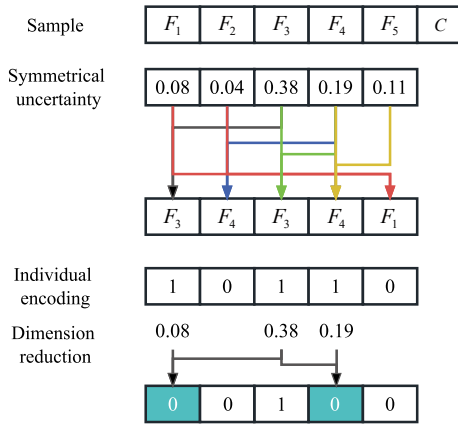 Sample F₁ F₂ F₃ F₄ F₅ C
Symmetrical
uncertainty
0.08 0.04 0.38 0.19 0.11
F₃ F₄ F₃ F₄ F₁
Individual
encoding
1 0 1 1 0
Dimension
reduction
0.08 0.38 0.19
0 0 1 0 0